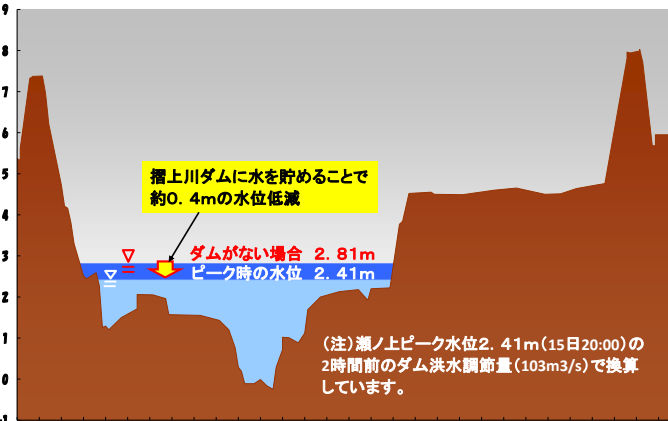 9
8
7
6
5
4
3
2
1
0
-1
摺上川ダムに水を貯めることで
約0.4mの水位低減
ダムがない場合 2.81m
ピーク時の水位 2.41m
(注)瀬ノ上ピーク水位2.41m(15日20:00)の
2時間前のダム洪水調節量(103m3/s)で換算
しています。